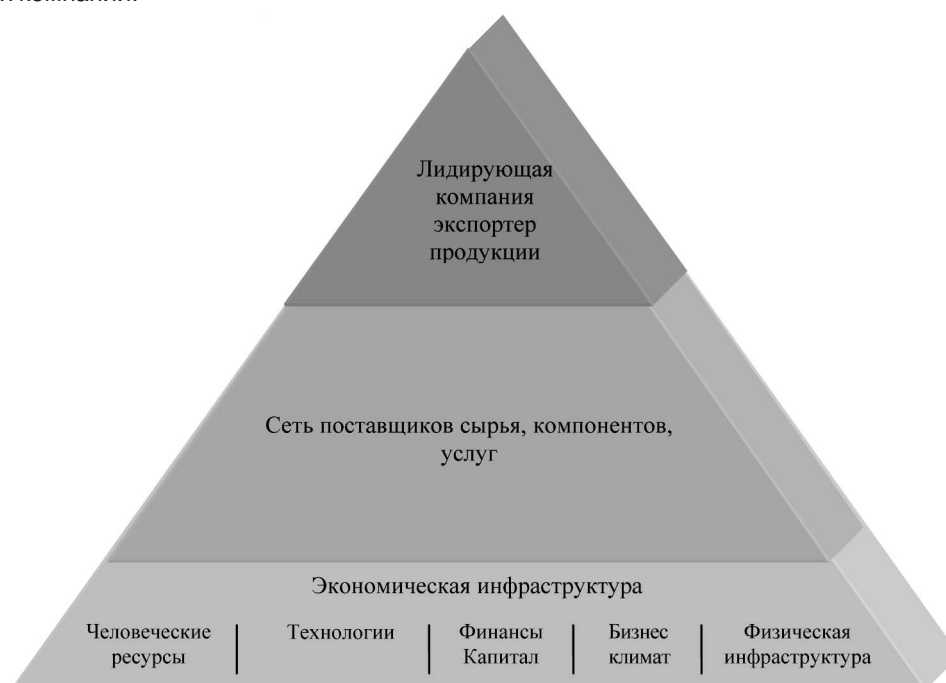 Лидирующая
компания
экспортер
продукции
Сеть поставщиков сырья, компонентов,
услуг
Экономическая инфраструктура
Человеческие
ресурсы
Технологии
Финансы
Капитал
Бизнес
климат
Физическая
инфраструктура